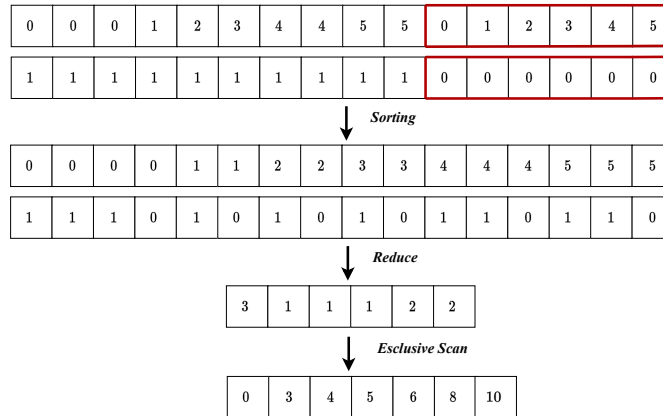 0 0 0 1 2 3 4 4 5 5 0 1 2 3 4 5
1 1 1 1 1 1 1 1 1 1 0 0 0 0 0 0
Sorting
0 0 0 0 1 1 2 2 3 3 4 4 4 5 5 5
1 1 1 0 1 0 1 0 1 0 1 1 0 1 1 0
Reduce
3 1 1 1 2 2
Esclusive Scan
0 3 4 5 6 8 10